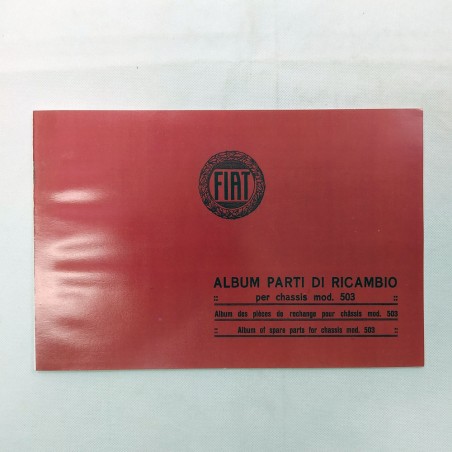 FIAT
ALBUM PARTI DI RICAMBIO
:: per chassis mod. 503 ::
Album des pièces de rechange pour châssis mod. 503
:: Album of spare parts for chassis mod. 503 ::